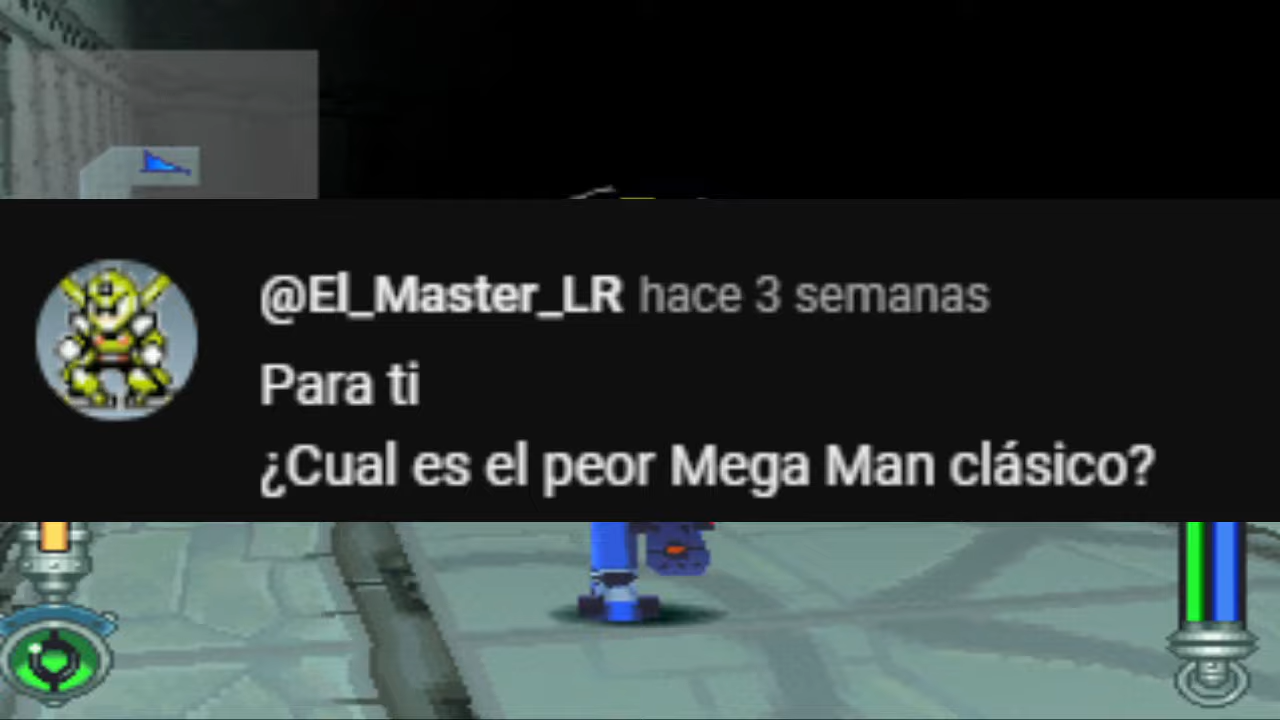 @El_Master_LR hace 3 semanas
Para ti
¿Cual es el peor Mega Man clásico?